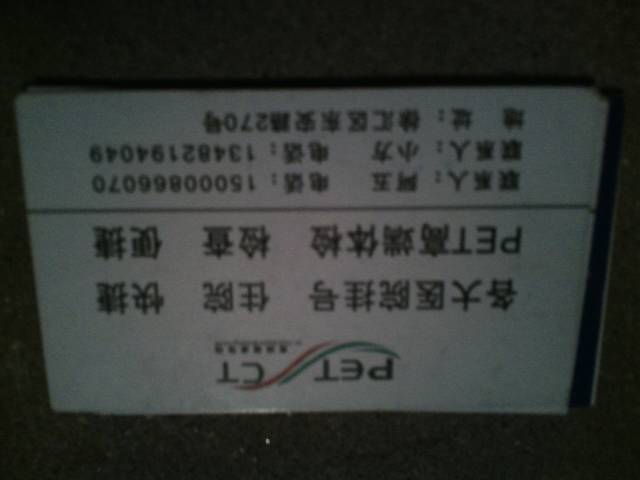 PET CT
各大医院挂号 住院 快捷
PET高端体检 检查 便捷
联系人：阿五 电话：15000866070
联系人：小方 电话：13482194049
地 址：徐汇区东安路270号